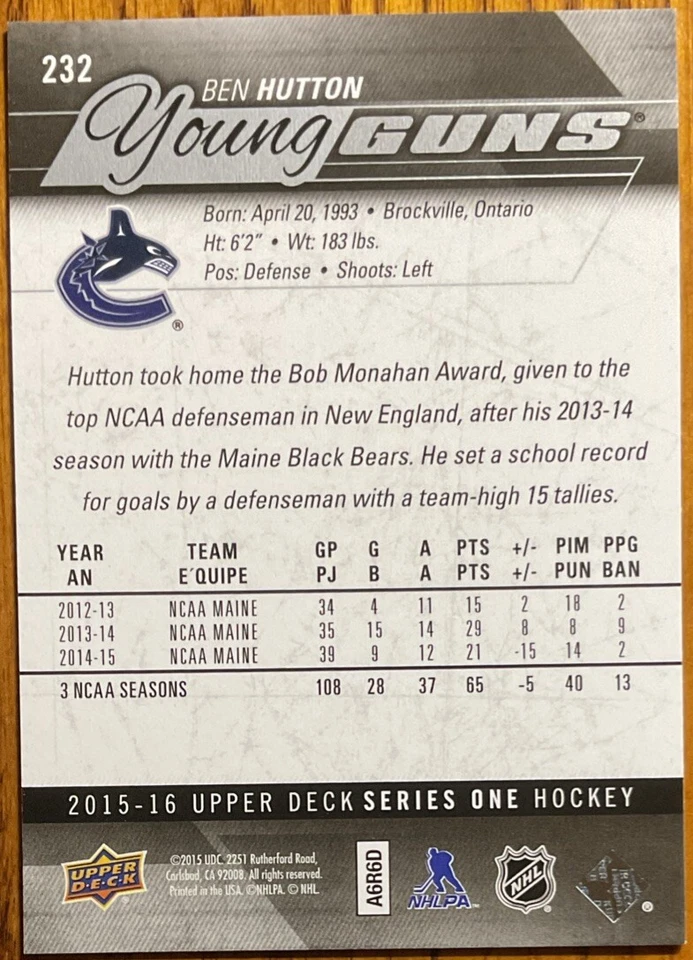 232
BEN HUTTON
Young GUNS®
Born: April 20, 1993 • Brockville, Ontario
Ht: 6'2" • Wt: 183 lbs.
Pos: Defense • Shoots: Left
®
Hutton took home the Bob Monahan Award, given to the
top NCAA defenseman in New England, after his 2013-14
season with the Maine Black Bears. He set a school record
for goals by a defenseman with a team-high 15 tallies.
YEAR TEAM GP G A PTS +/- PIM PPG
AN E´QUIPE PJ B A PTS +/- PUN BAN
2012-13 NCAA MAINE 34 4 11 15 2 18 2
2013-14 NCAA MAINE 35 15 14 29 8 8 9
2014-15 NCAA MAINE 39 9 12 21 -15 14 2
3 NCAA SEASONS 108 28 37 65 -5 40 13
2015-16 UPPER DECK SERIES ONE HOCKEY
UPPER DECK
©2015 UDC. 2251 Rutherford Road,
Carlsbad, CA 92008. All rights reserved.
Printed in the USA. ©NHLPA. © NHL.
A6R6D
NHLPA
NHL